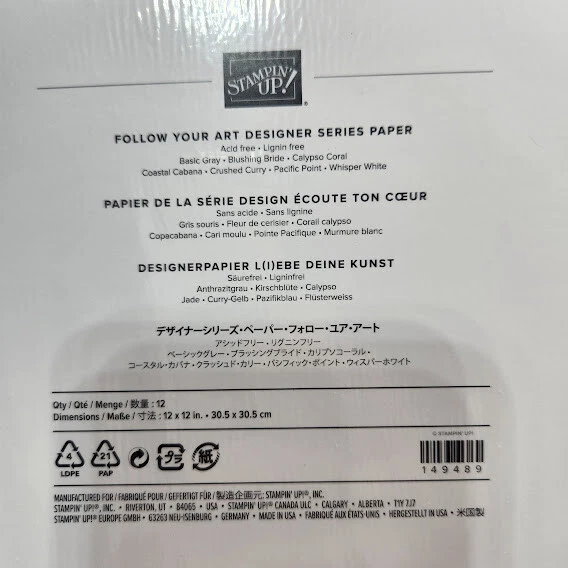 STAMPIN' UP!®
FOLLOW YOUR ART DESIGNER SERIES PAPER
Acid free • Lignin free
Basic Gray • Blushing Bride • Calypso Coral
Coastal Cabana • Crushed Curry • Pacific Point • Whisper White
PAPIER DE LA SÉRIE DESIGN ÉCOUTE TON CŒUR
Sans acide • Sans lignine
Gris souris • Fleur de cerisier • Corail calypso
Copacabana • Cari moulu • Pointe Pacifique • Murmure blanc
DESIGNERPAPIER L(I)EBE DEINE KUNST
Säurefrei • Ligninfrei
Anthrazitgrau • Kirschblüte • Calypso
Jade • Curry-Gelb • Pazifikblau • Flüsterweiss
デザイナーシリーズ・ペーパー・フォロー・ユア・アート
アシッドフリー・リグニンフリー
ベーシックグレー・ブラッシングブライド・カリプソコーラル・
コースタル・カバナ・クラッシュド・カリー・パシフィック・ポイント・ウィスパーホワイト
Qty / Qté / Menge / 数量 : 12
Dimensions / Maße / 寸法 : 12 x 12 in. • 30.5 x 30.5 cm
© STAMPIN' UP!
4
LDPE
21
PAP
プラ
紙
149489
MANUFACTURED FOR / FABRIQUÉ POUR / GEFERTIGT FÜR / 製造企画元: STAMPIN' UP!®, INC.
STAMPIN' UP!®, INC. • RIVERTON, UT • 84065 • USA • STAMPIN' UP!® CANADA ULC • CALGARY • ALBERTA • T1Y 7J7
STAMPIN' UP!® EUROPE GMBH • 63263 NEU-ISENBURG • GERMANY • MADE IN USA • FABRIQUÉ AUX ÉTATS-UNIS • HERGESTELLT IN USA • 米国製